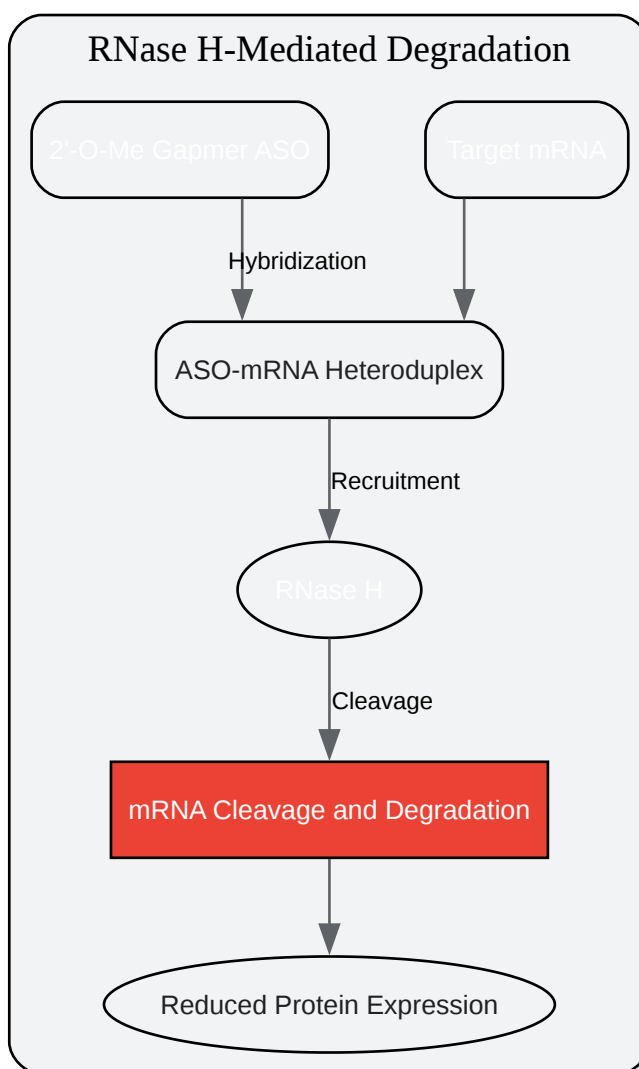 RNase H-Mediated Degradation
2'-O-Me Gapmer ASO
Target mRNA
Hybridization
ASO-mRNA Heteroduplex
Recruitment
RNase H
Cleavage
mRNA Cleavage and Degradation
Reduced Protein Expression